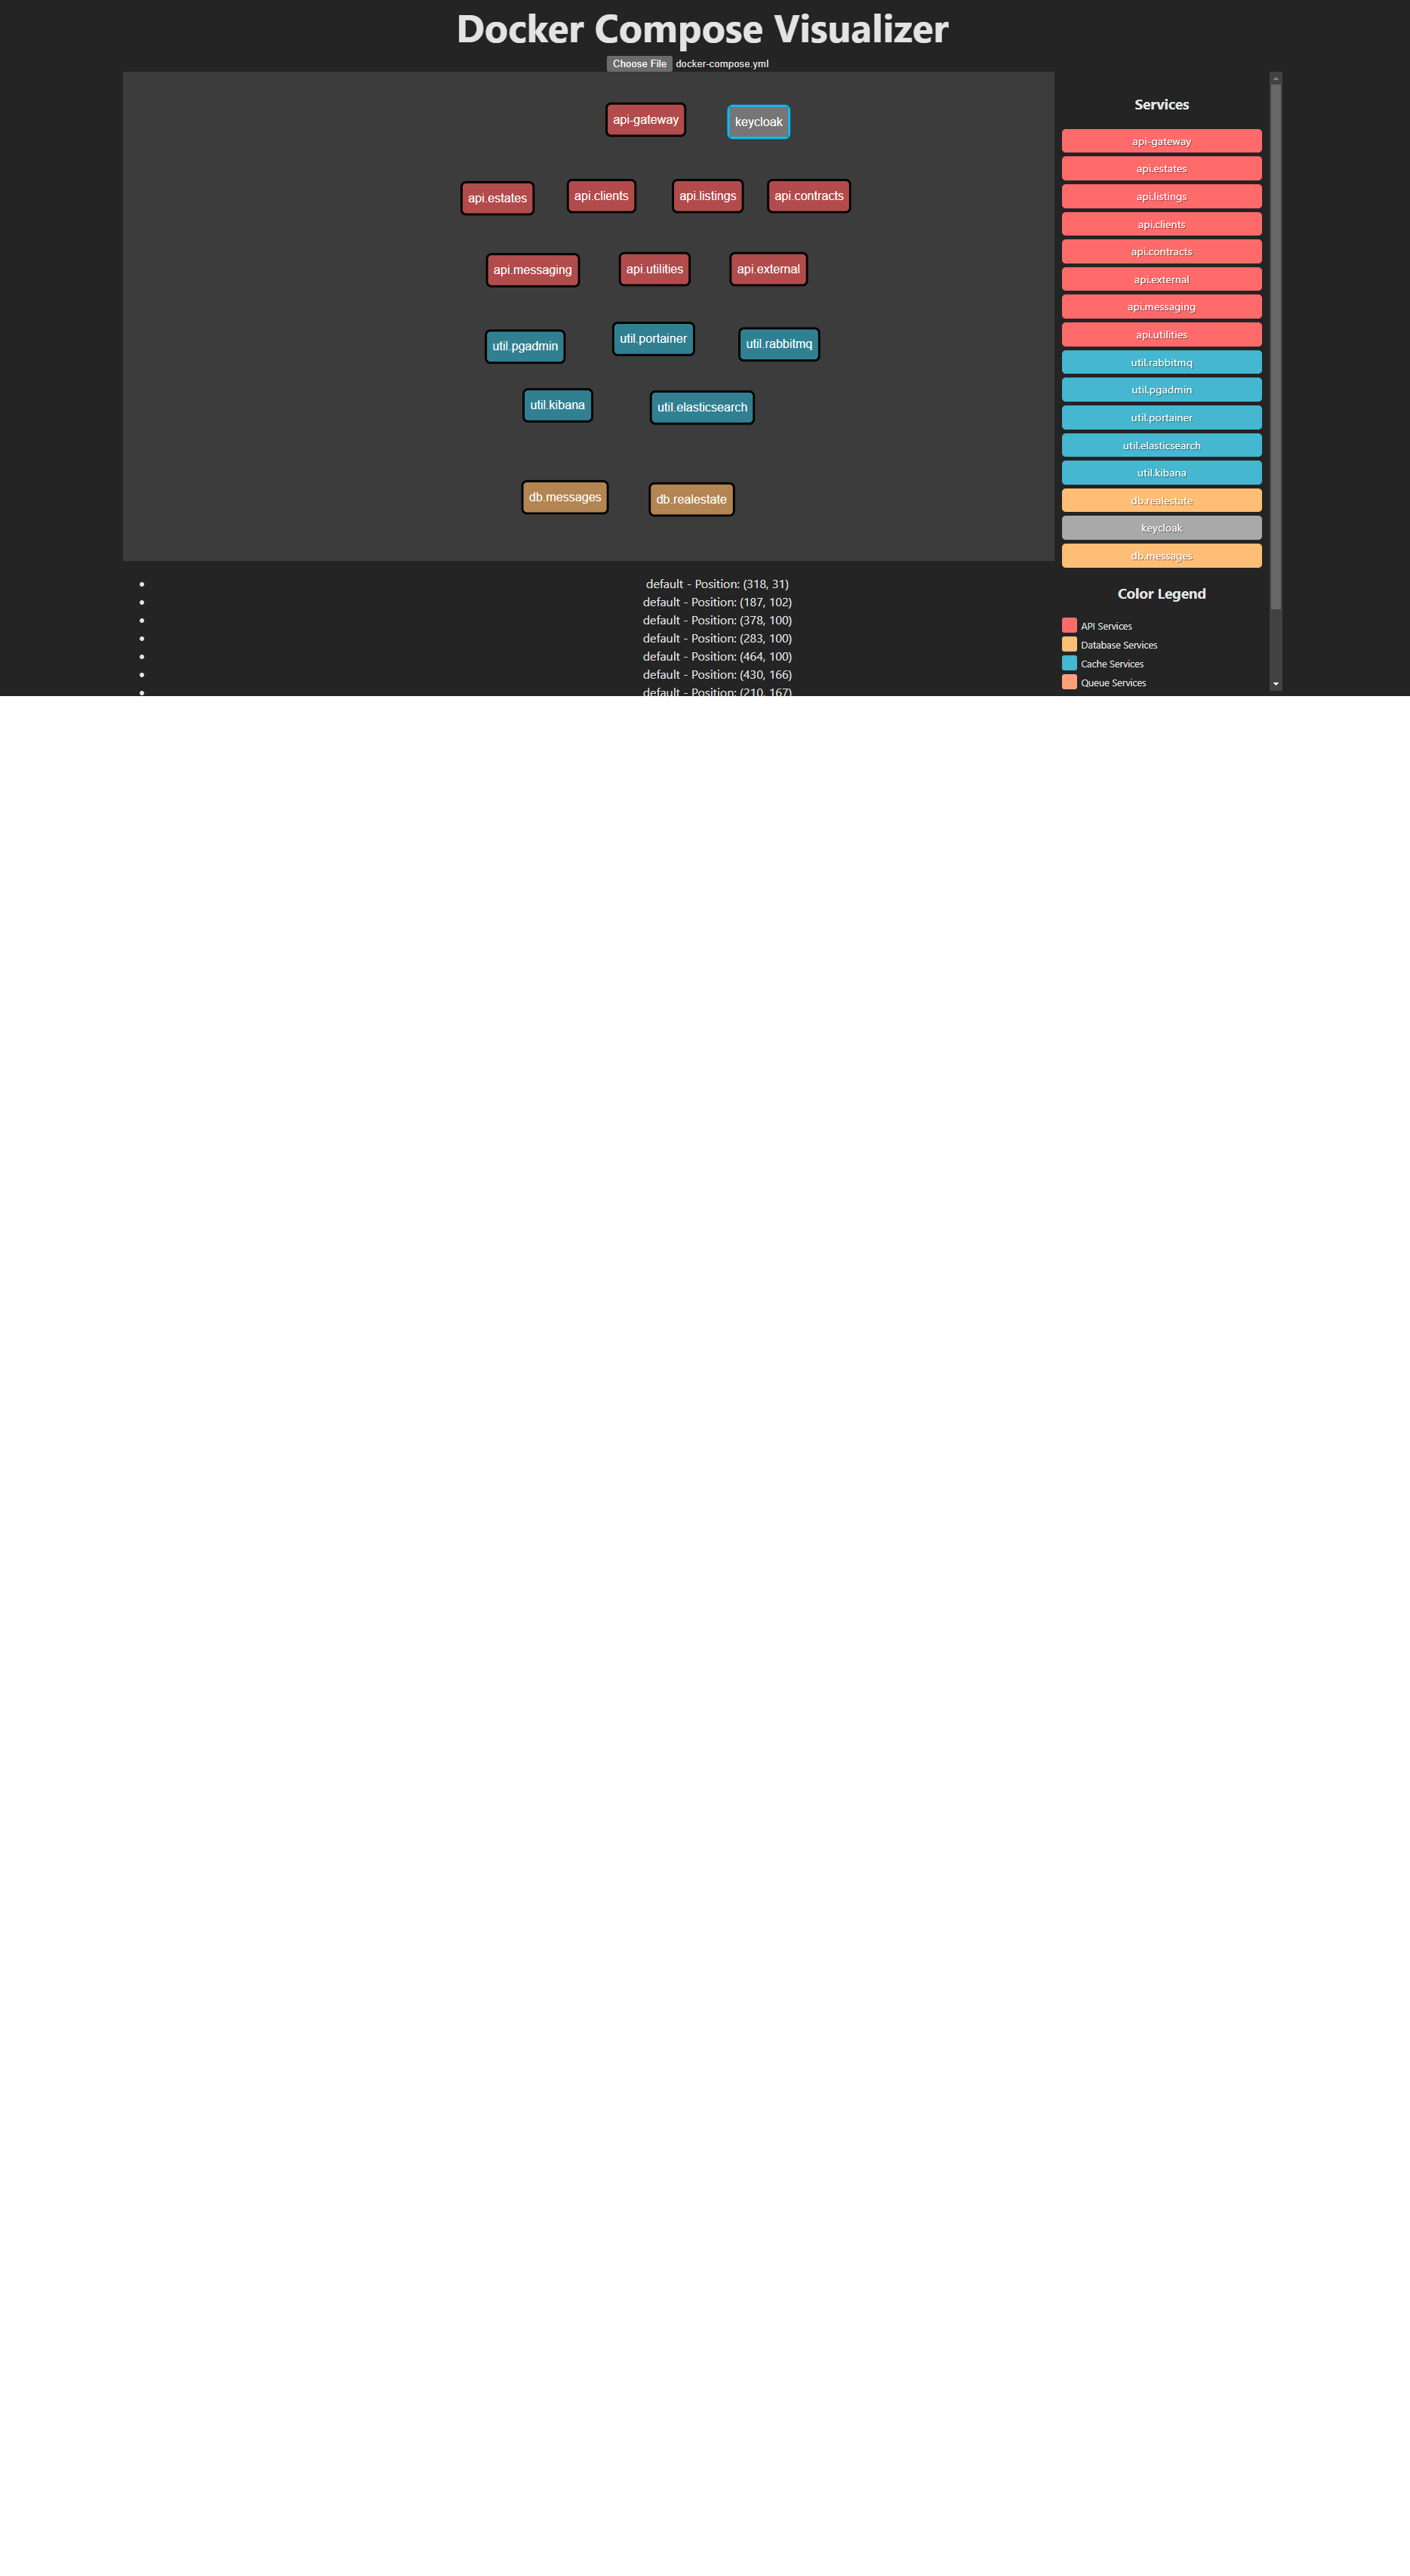 Docker Compose Visualizer
Choose File docker-compose.yml
api-gateway keycloak
api.estates api.clients api.listings api.contracts
api.messaging api.utilities api.external
util.pgadmin util.portainer util.rabbitmq
util.kibana util.elasticsearch
db.messages db.realestate
default - Position: (318, 31)
default - Position: (187, 102)
default - Position: (378, 100)
default - Position: (283, 100)
default - Position: (464, 100)
default - Position: (430, 166)
default - Position: (210, 167)
Services
api-gateway
api.estates
api.listings
api.clients
api.contracts
api.external
api.messaging
api.utilities
util.rabbitmq
util.pgadmin
util.portainer
util.elasticsearch
util.kibana
db.realestate
keycloak
db.messages
Color Legend
API Services
Database Services
Cache Services
Queue Services